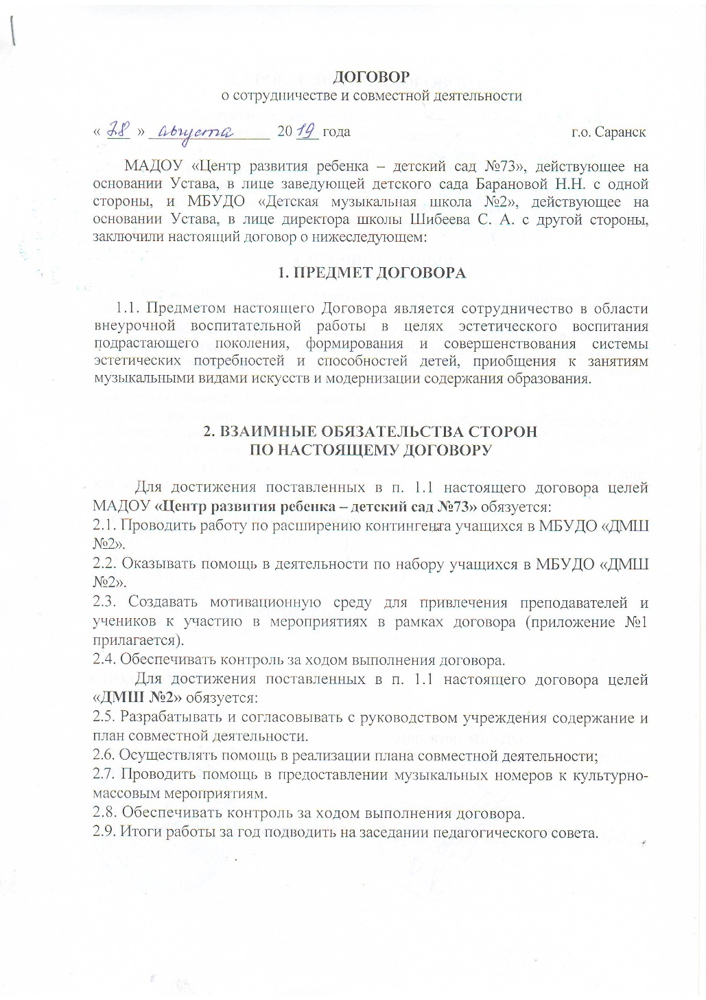 ДОГОВОР
о сотрудничестве и совместной деятельности
« 28 » августа 20 19 года г.о. Саранск
МАДОУ «Центр развития ребенка – детский сад №73», действующее на
основании Устава, в лице заведующей детского сада Барановой Н.Н. с одной
стороны, и МБУДО «Детская музыкальная школа №2», действующее на
основании Устава, в лице директора школы Шибеева С. А. с другой стороны,
заключили настоящий договор о нижеследующем:
1. ПРЕДМЕТ ДОГОВОРА
1.1. Предметом настоящего Договора является сотрудничество в области
внеурочной воспитательной работы в целях эстетического воспитания
подрастающего поколения, формирования и совершенствования системы
эстетических потребностей и способностей детей, приобщения к занятиям
музыкальными видами искусств и модернизации содержания образования.
2. ВЗАИМНЫЕ ОБЯЗАТЕЛЬСТВА СТОРОН
ПО НАСТОЯЩЕМУ ДОГОВОРУ
Для достижения поставленных в п. 1.1 настоящего договора целей
МАДОУ «Центр развития ребенка – детский сад №73» обязуется:
2.1. Проводить работу по расширению контингента учащихся в МБУДО «ДМШ
№2».
2.2. Оказывать помощь в деятельности по набору учащихся в МБУДО «ДМШ
№2».
2.3. Создавать мотивационную среду для привлечения преподавателей и
учеников к участию в мероприятиях в рамках договора (приложение №1
прилагается).
2.4. Обеспечивать контроль за ходом выполнения договора.
Для достижения поставленных в п. 1.1 настоящего договора целей
«ДМШ №2» обязуется:
2.5. Разрабатывать и согласовывать с руководством учреждения содержание и
план совместной деятельности.
2.6. Осуществлять помощь в реализации плана совместной деятельности;
2.7. Проводить помощь в предоставлении музыкальных номеров к культурно-
массовым мероприятиям.
2.8. Обеспечивать контроль за ходом выполнения договора.
2.9. Итоги работы за год подводить на заседании педагогического совета.